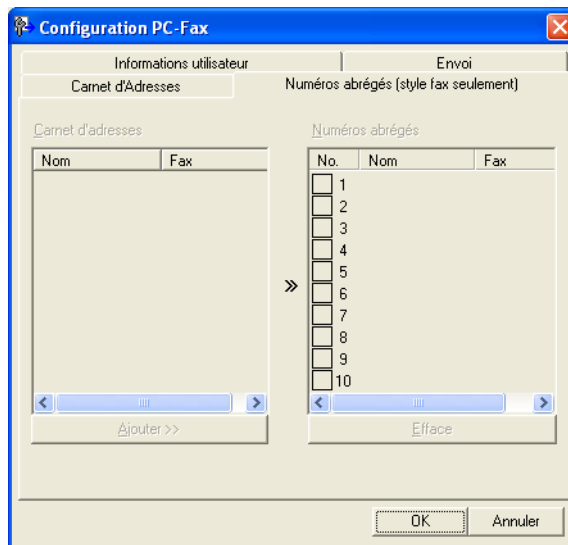 Configuration PC-Fax
Informations utilisateur
Envoi
Carnet d'Adresses
Numéros abrégés (style fax seulement)
Carnet d'adresses
Numéros abrégés
Nom Fax
No. Nom Fax
1
2
3
4
5
6
7
8
9
10
Ajouter >>
Efface
OK
Annuler